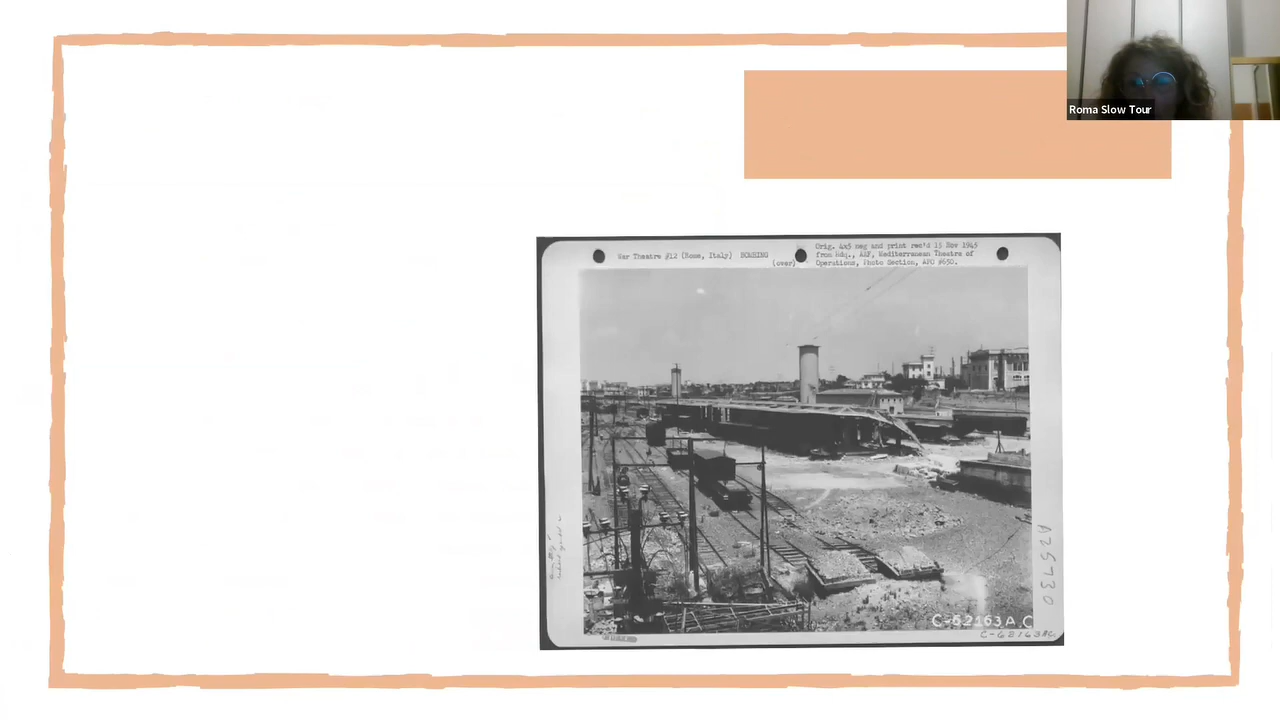 Roma Slow Tour
War Theatre #12 (Rome, Italy) BOMBING
(over)
Orig. 4x5 neg and print rec'd 13 Nov 1945
from Hdq., AAF, Mediterranean Theatre of
Operations, Photo Section, APO #650.
A25730
C-62163 A.C
C-62163AC